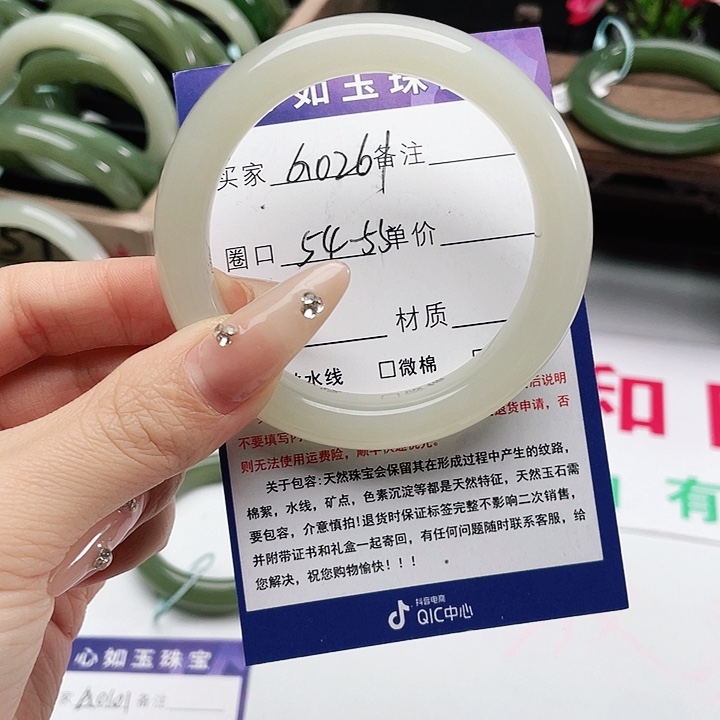 如玉珠
买家 60261 备注
圈口 54-55 单价
材质
水线 □微棉
后说明
退货申请，否
不要填写
则无法使用运费险，
关于包容：天然珠宝会保留其在形成过程中产生的纹路，
棉絮，水线，矿点，色素沉淀等都是天然特征，天然玉石需
要包容，介意慎拍！退货时保证标签完整不影响二次销售，
并附带证书和礼盒一起寄回，有任何问题随时联系客服，给
您解决，祝您购物愉快！！！
抖音电商
QIC中心
和
有
心如玉珠宝
家 备注